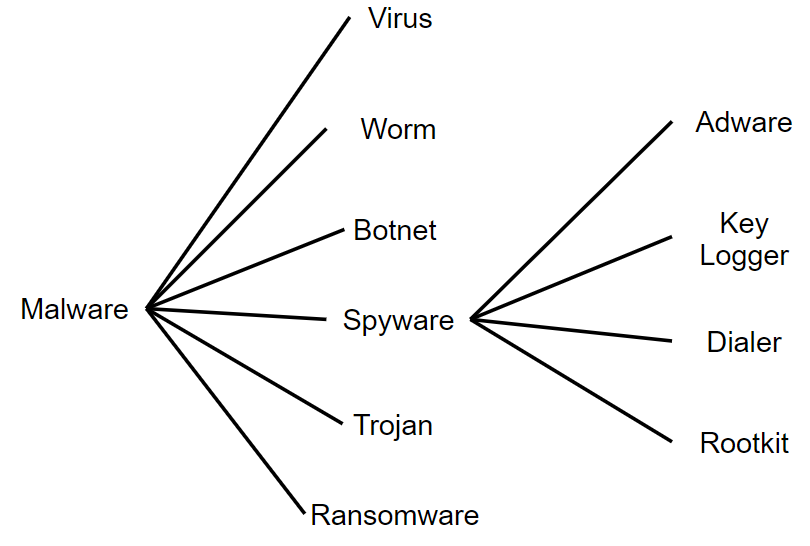 Virus
Worm
Botnet
Malware
Spyware
Trojan
Ransomware
Adware
Key
Logger
Dialer
Rootkit